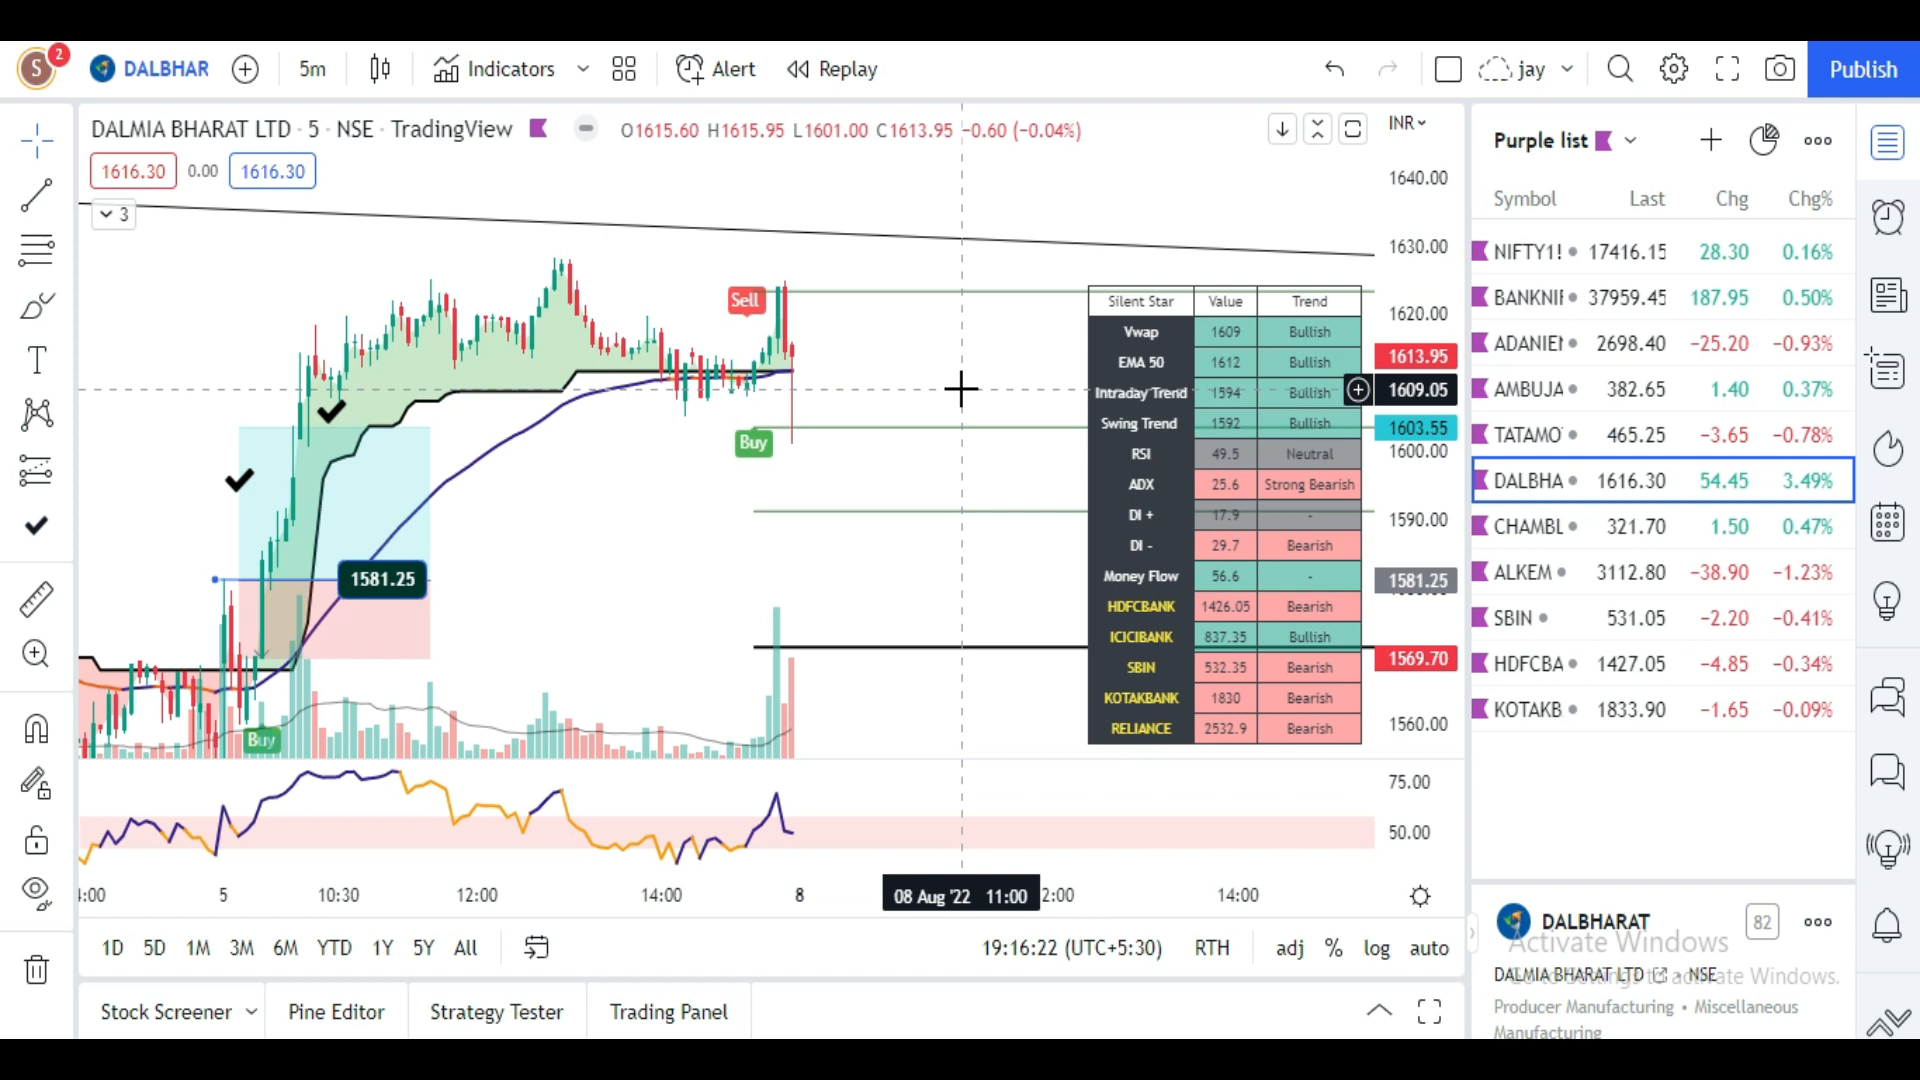 S 2 DALBHAR 5m Indicators Alert Replay jay Publish
DALMIA BHARAT LTD · 5 · NSE · TradingView O1615.60 H1615.95 L1601.00 C1613.95 −0.60 (−0.04%)
1616.30 0.00 1616.30
3
INR
1640.00
1630.00
1620.00
1613.95
1609.05
1603.55
1600.00
1590.00
1581.25
1569.70
1560.00
75.00
50.00
Sell
Buy
1581.25
Buy
Silent Star Value Trend
Vwap 1609 Bullish
EMA 50 1612 Bullish
Intraday Trend 1594 Bullish
Swing Trend 1592 Bullish
RSI 49.5 Neutral
ADX 25.6 Strong Bearish
DI + 17.9 -
DI - 29.7 Bearish
Money Flow 56.6 -
HDFCBANK 1426.05 Bearish
ICICIBANK 837.35 Bullish
SBIN 532.35 Bearish
KOTAKBANK 1830 Bearish
RELIANCE 2532.9 Bearish
:00 5 10:30 12:00 14:00 8 08 Aug '22 11:00 2:00 14:00
1D 5D 1M 3M 6M YTD 1Y 5Y All 19:16:22 (UTC+5:30) RTH adj % log auto
Stock Screener Pine Editor Strategy Tester Trading Panel
Purple list
Symbol Last Chg Chg%
NIFTY1! 17416.15 28.30 0.16%
BANKNIF 37959.45 187.95 0.50%
ADANIEN 2698.40 −25.20 −0.93%
AMBUJA 382.65 1.40 0.37%
TATAMO 465.25 −3.65 −0.78%
DALBHA 1616.30 54.45 3.49%
CHAMBL 321.70 1.50 0.47%
ALKEM 3112.80 −38.90 −1.23%
SBIN 531.05 −2.20 −0.41%
HDFCBA 1427.05 −4.85 −0.34%
KOTAKB 1833.90 −1.65 −0.09%
DALBHARAT 82
Activate Windows
DALMIA BHARAT LTD • NSE
Go to Settings to activate Windows.
Producer Manufacturing • Miscellaneous
Manufacturing